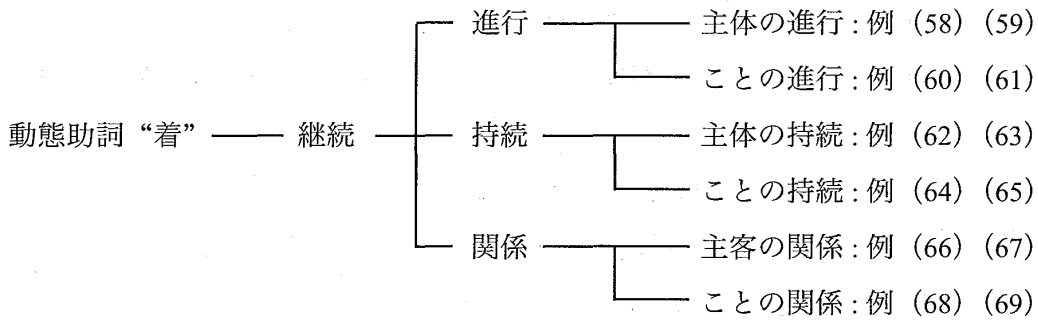 進行 主体の進行 : 例 (58) (59)
ことの進行 : 例 (60) (61)
動態助詞 “着” 継続 持続 主体の持続 : 例 (62) (63)
ことの持続 : 例 (64) (65)
関係 主客の関係 : 例 (66) (67)
ことの関係 : 例 (68) (69)